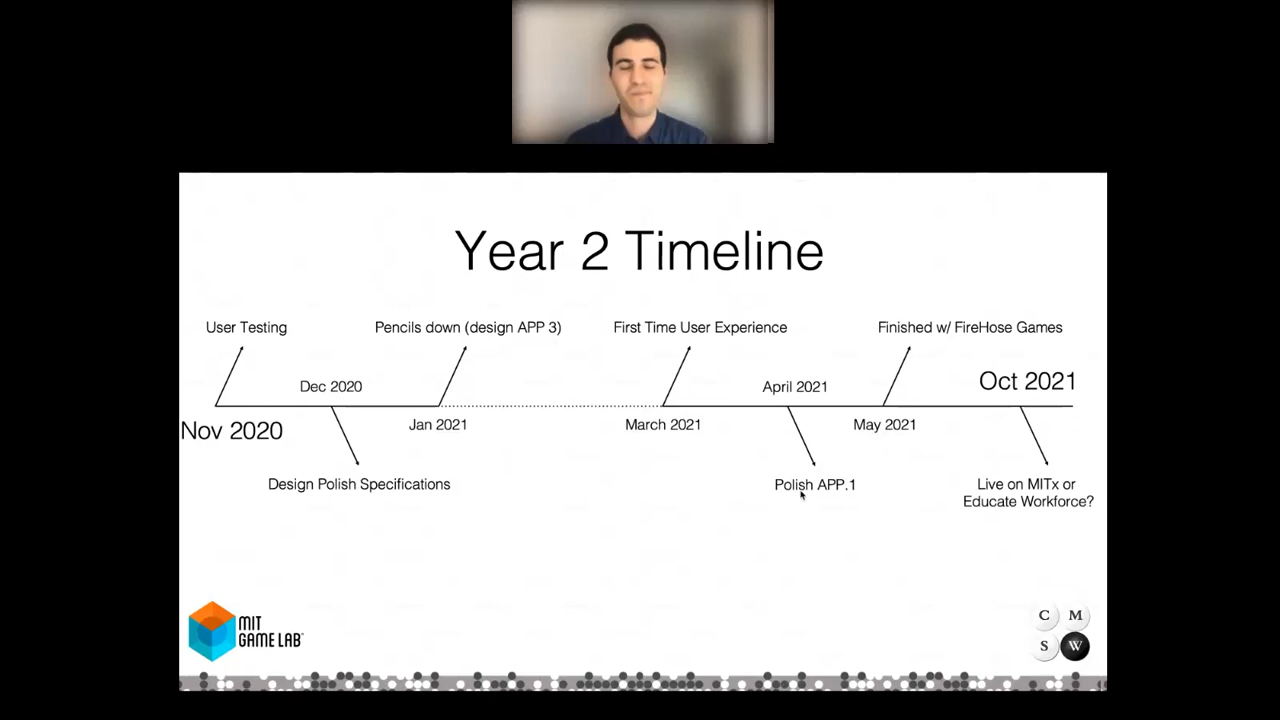 Year 2 Timeline
User Testing
Pencils down (design APP 3)
First Time User Experience
Finished w/ FireHose Games
Dec 2020
April 2021
Oct 2021
Nov 2020
Jan 2021
March 2021
May 2021
Design Polish Specifications
Polish APP.1
Live on MITx or
Educate Workforce?
MIT
GAME LAB
C M
S W